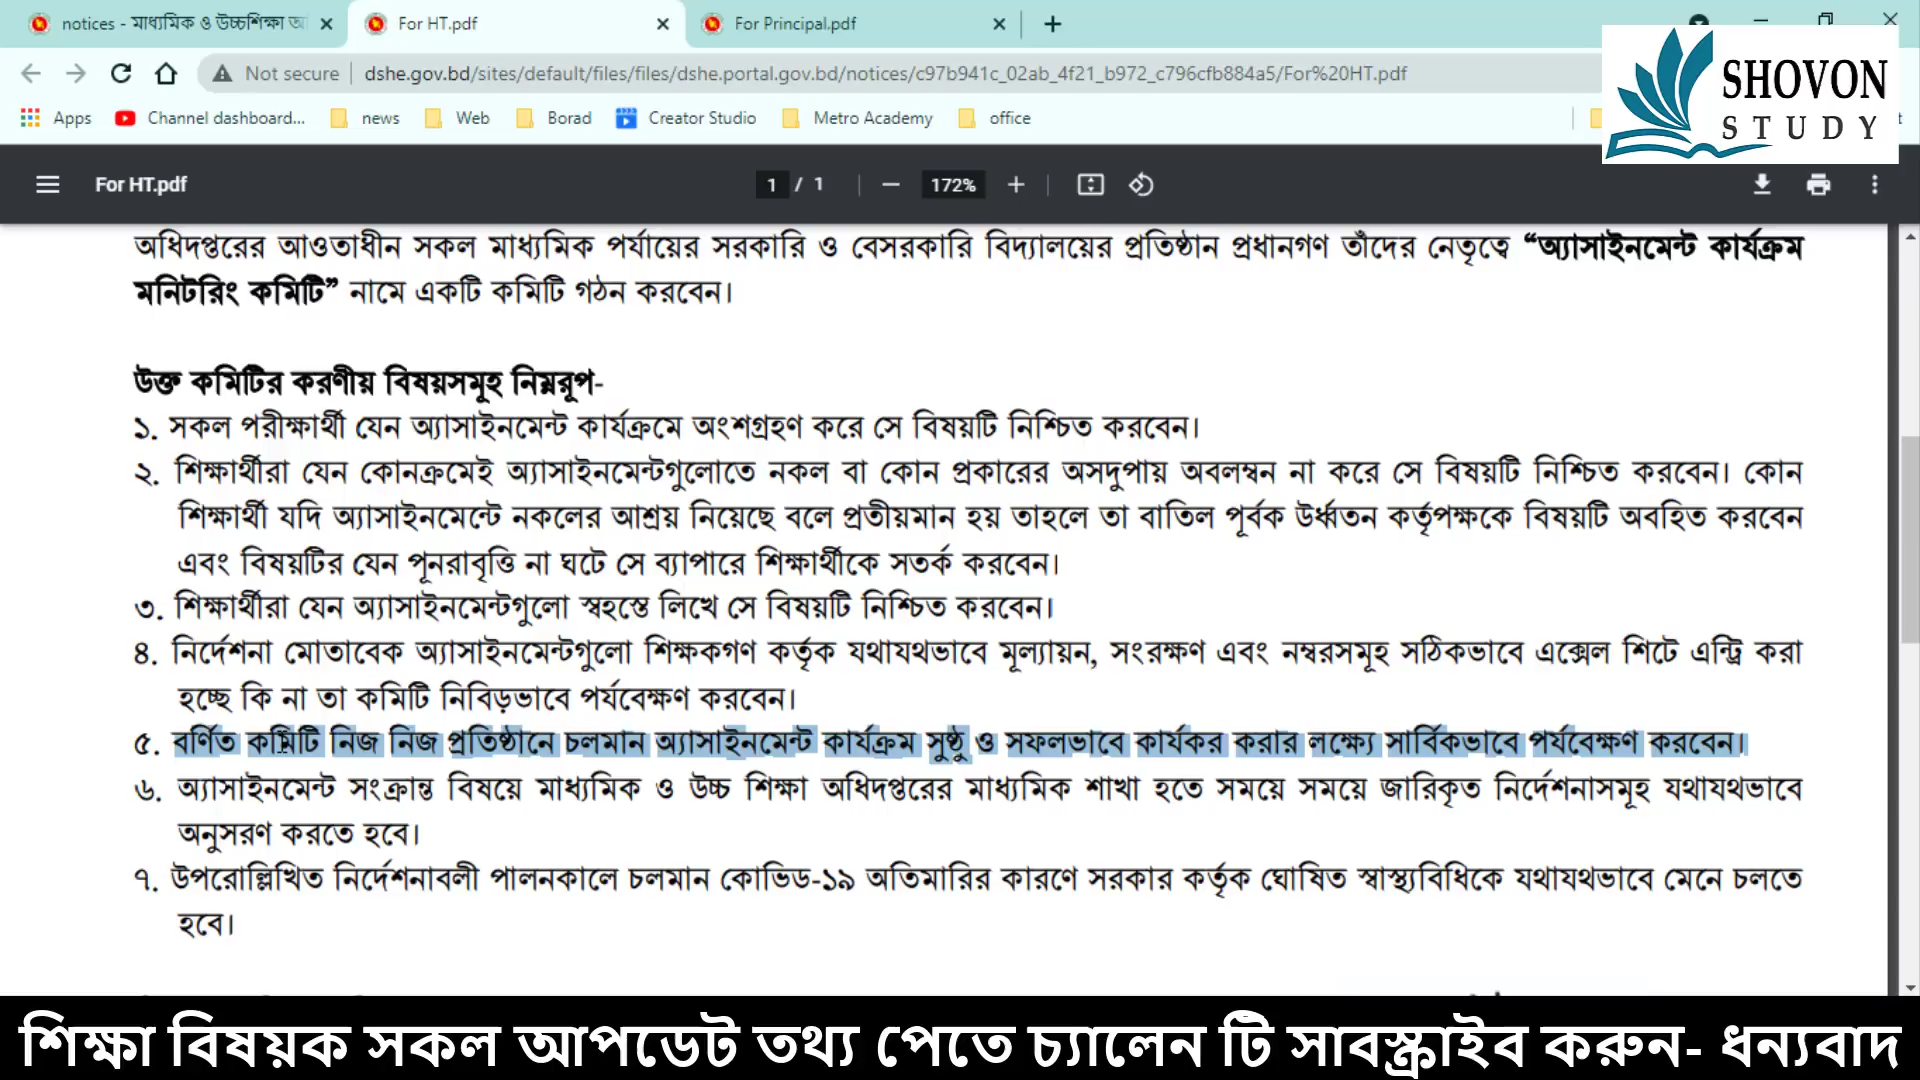 notices - মাধ্যমিক ও উচ্চশিক্ষা অ
For HT.pdf
For Principal.pdf
Not secure
dshe.gov.bd/sites/default/files/files/dshe.portal.gov.bd/notices/c97b941c_02ab_4f21_b972_c796cfb884a5/For%20HT.pdf
Apps
Channel dashboard...
news
Web
Borad
Creator Studio
Metro Academy
office
SHOVON
STUDY
For HT.pdf
1 / 1
172%
অধিদপ্তরের আওতাধীন সকল মাধ্যমিক পর্যায়ের সরকারি ও বেসরকারি বিদ্যালয়ের প্রতিষ্ঠান প্রধানগণ তাঁদের নেতৃত্বে “অ্যাসাইনমেন্ট কার্যক্রম
মনিটরিং কমিটি” নামে একটি কমিটি গঠন করবেন।
উক্ত কমিটির করণীয় বিষয়সমূহ নিম্নরূপ-
১. সকল পরীক্ষার্থী যেন অ্যাসাইনমেন্ট কার্যক্রমে অংশগ্রহণ করে সে বিষয়টি নিশ্চিত করবেন।
২. শিক্ষার্থীরা যেন কোনক্রমেই অ্যাসাইনমেন্টগুলোতে নকল বা কোন প্রকারের অসদুপায় অবলম্বন না করে সে বিষয়টি নিশ্চিত করবেন। কোন
শিক্ষার্থী যদি অ্যাসাইনমেন্টে নকলের আশ্রয় নিয়েছে বলে প্রতীয়মান হয় তাহলে তা বাতিল পূর্বক উর্ধ্বতন কর্তৃপক্ষকে বিষয়টি অবহিত করবেন
এবং বিষয়টির যেন পূনরাবৃত্তি না ঘটে সে ব্যাপারে শিক্ষার্থীকে সতর্ক করবেন।
৩. শিক্ষার্থীরা যেন অ্যাসাইনমেন্টগুলো স্বহস্তে লিখে সে বিষয়টি নিশ্চিত করবেন।
৪. নির্দেশনা মোতাবেক অ্যাসাইনমেন্টগুলো শিক্ষকগণ কর্তৃক যথাযথভাবে মূল্যায়ন, সংরক্ষণ এবং নম্বরসমূহ সঠিকভাবে এক্সেল শিটে এন্ট্রি করা
হচ্ছে কি না তা কমিটি নিবিড়ভাবে পর্যবেক্ষণ করবেন।
৫. বর্ণিত কমিটি নিজ নিজ প্রতিষ্ঠানে চলমান অ্যাসাইনমেন্ট কার্যক্রম সুষ্ঠু ও সফলভাবে কার্যকর করার লক্ষ্যে সার্বিকভাবে পর্যবেক্ষণ করবেন।
৬. অ্যাসাইনমেন্ট সংক্রান্ত বিষয়ে মাধ্যমিক ও উচ্চ শিক্ষা অধিদপ্তরের মাধ্যমিক শাখা হতে সময়ে সময়ে জারিকৃত নির্দেশনাসমূহ যথাযথভাবে
অনুসরণ করতে হবে।
৭. উপরোল্লিখিত নির্দেশনাবলী পালনকালে চলমান কোভিড-১৯ অতিমারির কারণে সরকার কর্তৃক ঘোষিত স্বাস্থ্যবিধিকে যথাযথভাবে মেনে চলতে
হবে।
শিক্ষা বিষয়ক সকল আপডেট তথ্য পেতে চ্যালেন টি সাবস্ক্রাইব করুন- ধন্যবাদ